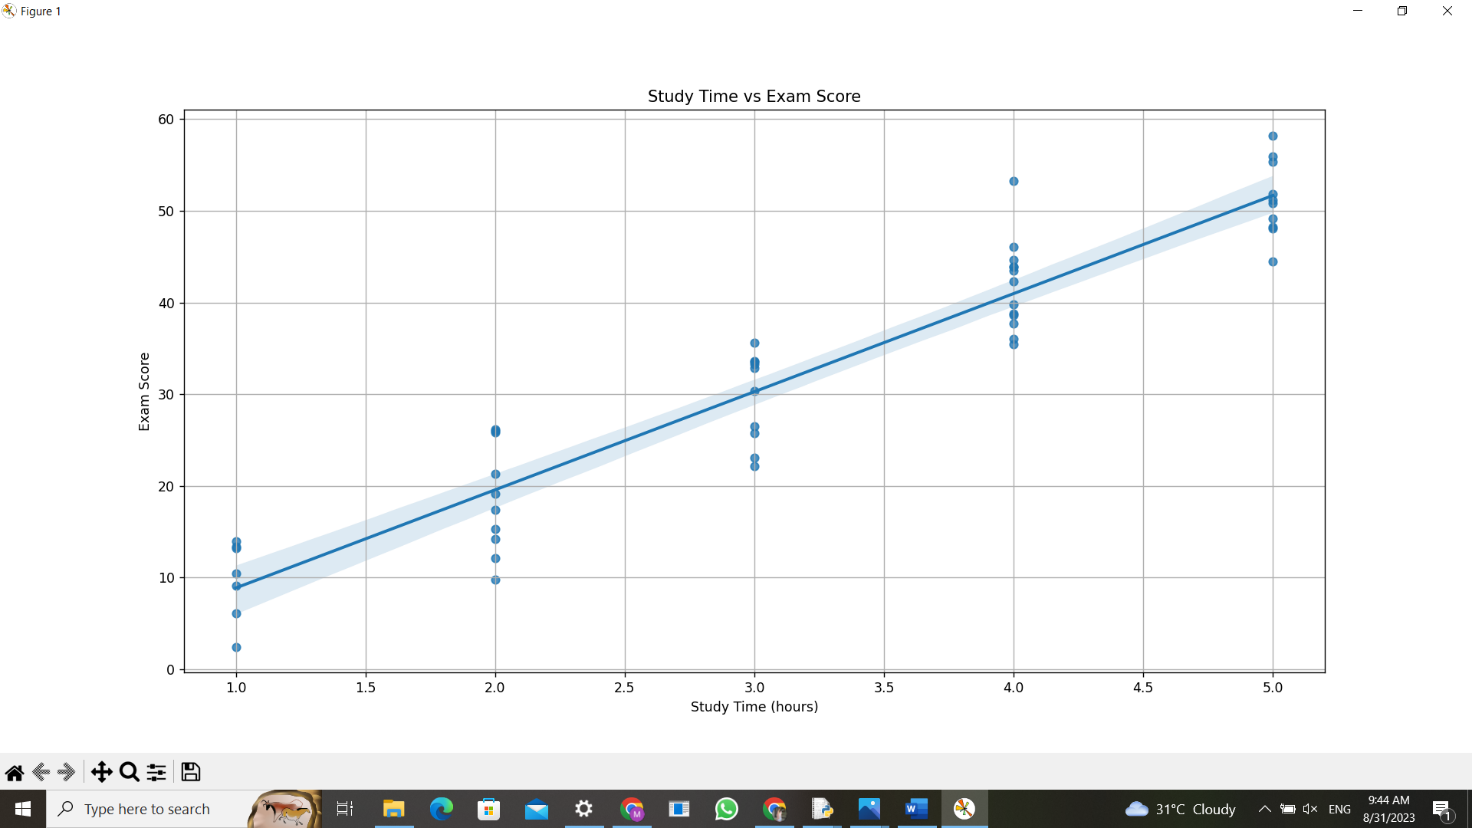 Figure 1
Study Time vs Exam Score
60
50
40
30
20
10
0
Exam Score
1.0 1.5 2.0 2.5 3.0 3.5 4.0 4.5 5.0
Study Time (hours)
Type here to search
M
W
31°C Cloudy
ENG
9:44 AM
8/31/2023
1